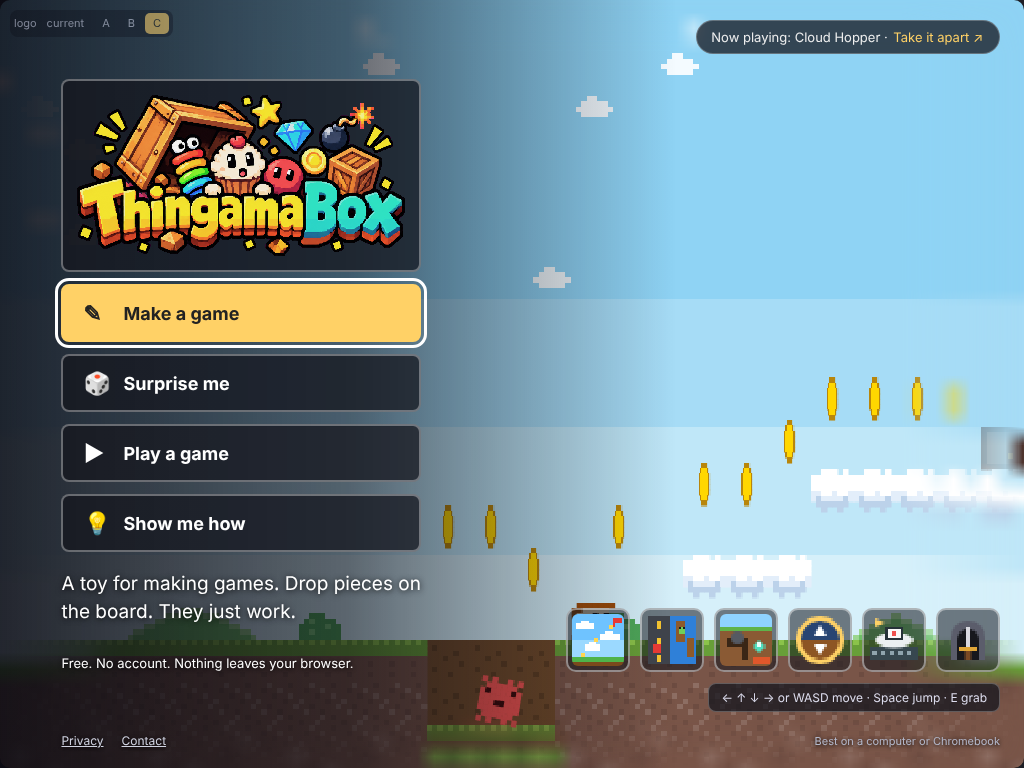 logo current A B C
Now playing: Cloud Hopper · Take it apart ↗
ThingamaBox
Make a game
Surprise me
Play a game
Show me how
A toy for making games. Drop pieces on
the board. They just work.
Free. No account. Nothing leaves your browser.
← ↑ ↓ → or WASD move · Space jump · E grab
Privacy Contact
Best on a computer or Chromebook